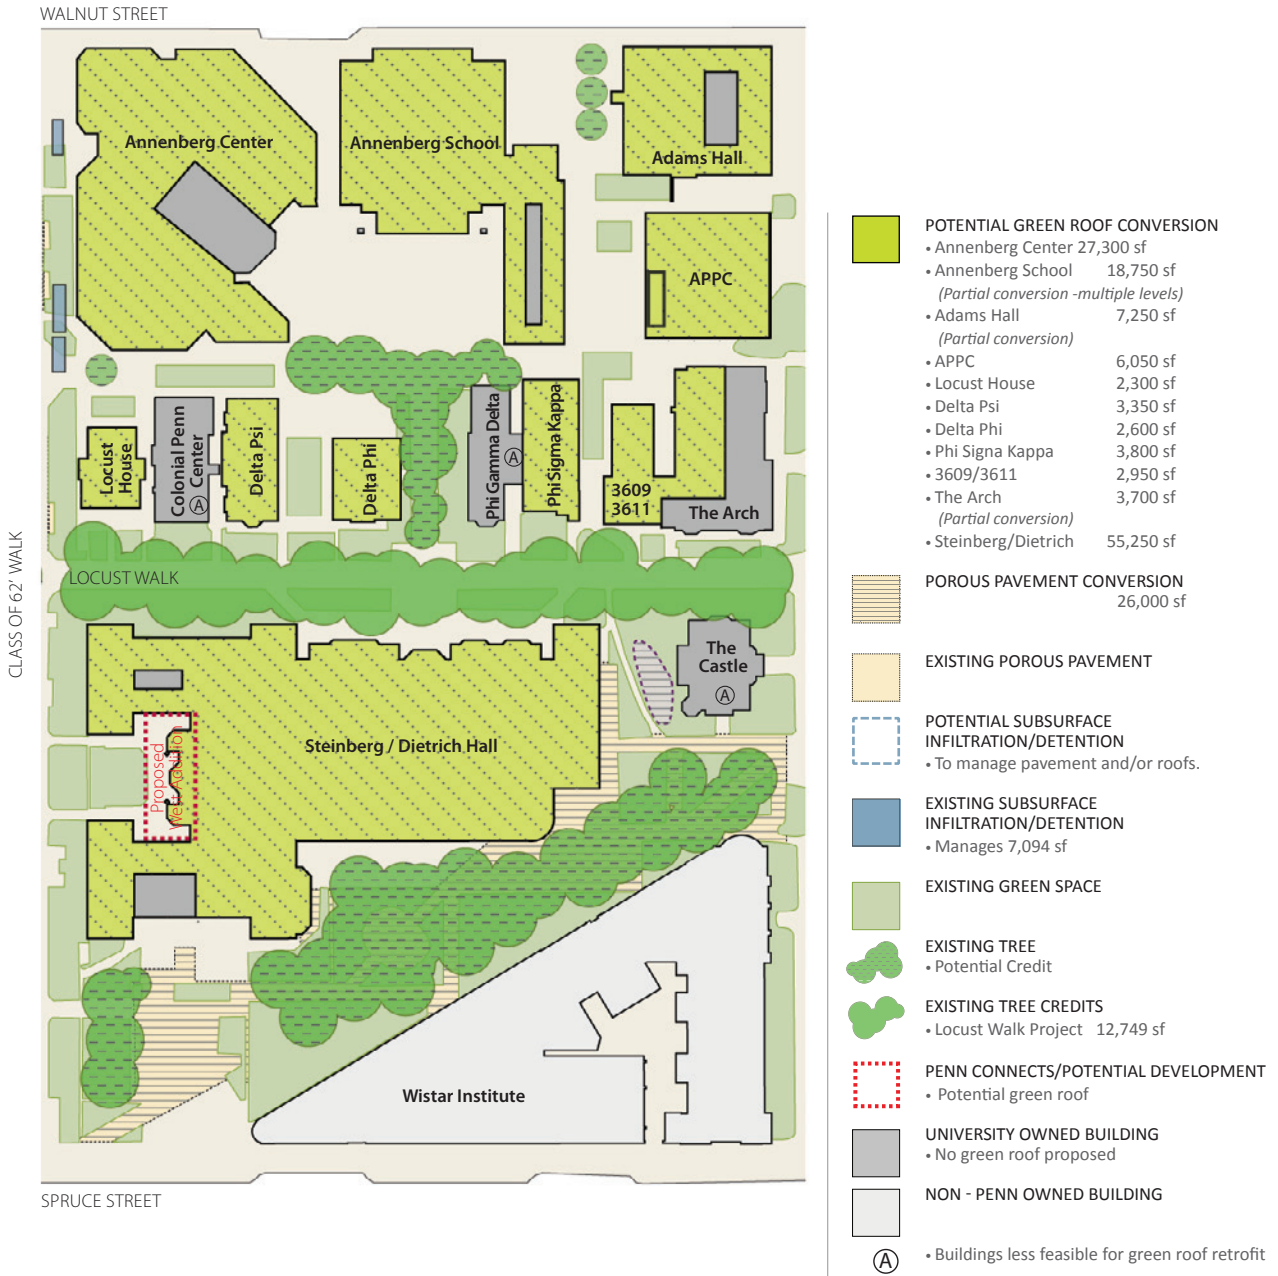 WALNUT STREET
Annenberg Center
Annenberg School
Adams Hall
APPC
Locust
House
Colonial Penn
Center
A
Delta Psi
Delta Phi
Phi Gamma Delta
A
Phi Sigma Kappa
3609
3611
The Arch
CLASS OF 62' WALK
LOCUST WALK
The
Castle
A
Steinberg / Dietrich Hall
Proposed
West Addition
Wistar Institute
SPRUCE STREET
POTENTIAL GREEN ROOF CONVERSION
• Annenberg Center 27,300 sf
• Annenberg School 18,750 sf
(Partial conversion -multiple levels)
• Adams Hall 7,250 sf
(Partial conversion)
• APPC 6,050 sf
• Locust House 2,300 sf
• Delta Psi 3,350 sf
• Delta Phi 2,600 sf
• Phi Signa Kappa 3,800 sf
• 3609/3611 2,950 sf
• The Arch 3,700 sf
(Partial conversion)
• Steinberg/Dietrich 55,250 sf
POROUS PAVEMENT CONVERSION
26,000 sf
EXISTING POROUS PAVEMENT
POTENTIAL SUBSURFACE
INFILTRATION/DETENTION
• To manage pavement and/or roofs.
EXISTING SUBSURFACE
INFILTRATION/DETENTION
• Manages 7,094 sf
EXISTING GREEN SPACE
EXISTING TREE
• Potential Credit
EXISTING TREE CREDITS
• Locust Walk Project 12,749 sf
PENN CONNECTS/POTENTIAL DEVELOPMENT
• Potential green roof
UNIVERSITY OWNED BUILDING
• No green roof proposed
NON - PENN OWNED BUILDING
A • Buildings less feasible for green roof retrofit